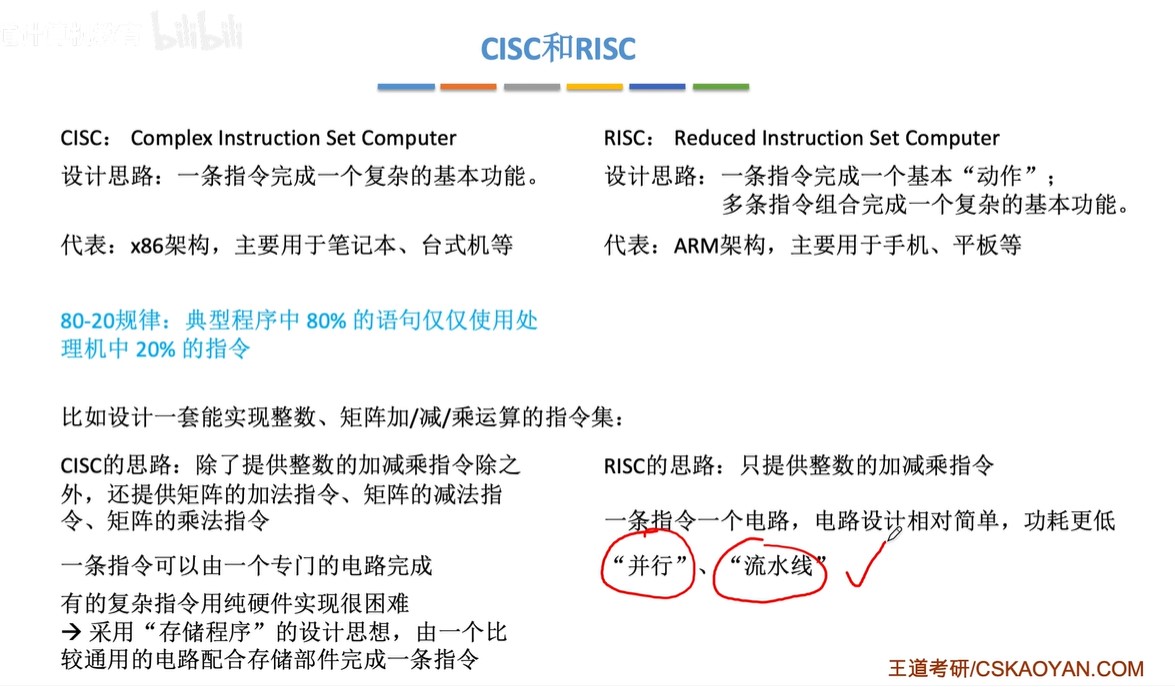 bilibili
CISC和RISC
CISC： Complex Instruction Set Computer
设计思路：一条指令完成一个复杂的基本功能。
代表：x86架构，主要用于笔记本、台式机等
RISC： Reduced Instruction Set Computer
设计思路：一条指令完成一个基本“动作”；
多条指令组合完成一个复杂的基本功能。
代表：ARM架构，主要用于手机、平板等
80-20规律：典型程序中 80% 的语句仅仅使用处
理机中 20% 的指令
比如设计一套能实现整数、矩阵加/减/乘运算的指令集：
CISC的思路：除了提供整数的加减乘指令除之
外，还提供矩阵的加法指令、矩阵的减法指
令、矩阵的乘法指令
一条指令可以由一个专门的电路完成
有的复杂指令用纯硬件实现很困难
→ 采用“存储程序”的设计思想，由一个比
较通用的电路配合存储部件完成一条指令
RISC的思路：只提供整数的加减乘指令
一条指令一个电路，电路设计相对简单，功耗更低
“并行”、“流水线”
王道考研/CSKAOYAN.COM